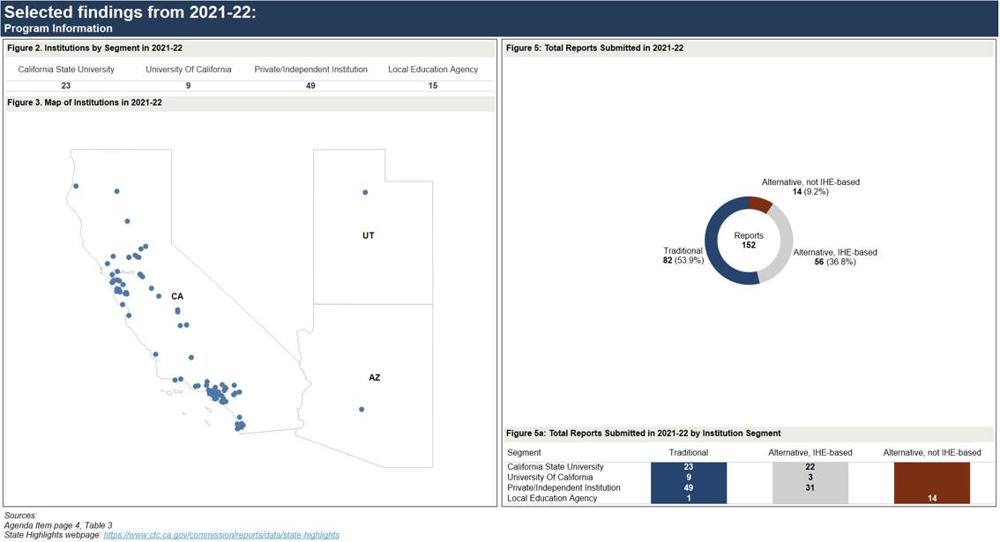 Selected findings from 2021-22:
Program Information
Figure 2. Institutions by Segment in 2021-22
California State University University Of California Private/Independent Institution Local Education Agency
23 9 49 15
Figure 3. Map of Institutions in 2021-22
UT
CA
AZ
Figure 5: Total Reports Submitted in 2021-22
Alternative, not IHE-based
14 (9.2%)
Reports
152
Traditional
82 (53.9%)
Alternative, IHE-based
56 (36.8%)
Figure 5a: Total Reports Submitted in 2021-22 by Institution Segment
Segment Traditional Alternative, IHE-based Alternative, not IHE-based
California State University 23 22
University Of California 9 3
Private/Independent Institution 49 31
Local Education Agency 1 14
Sources:
Agenda Item page 4, Table 3
State Highlights webpage: https://www.ctc.ca.gov/commission/reports/data/state-highlights